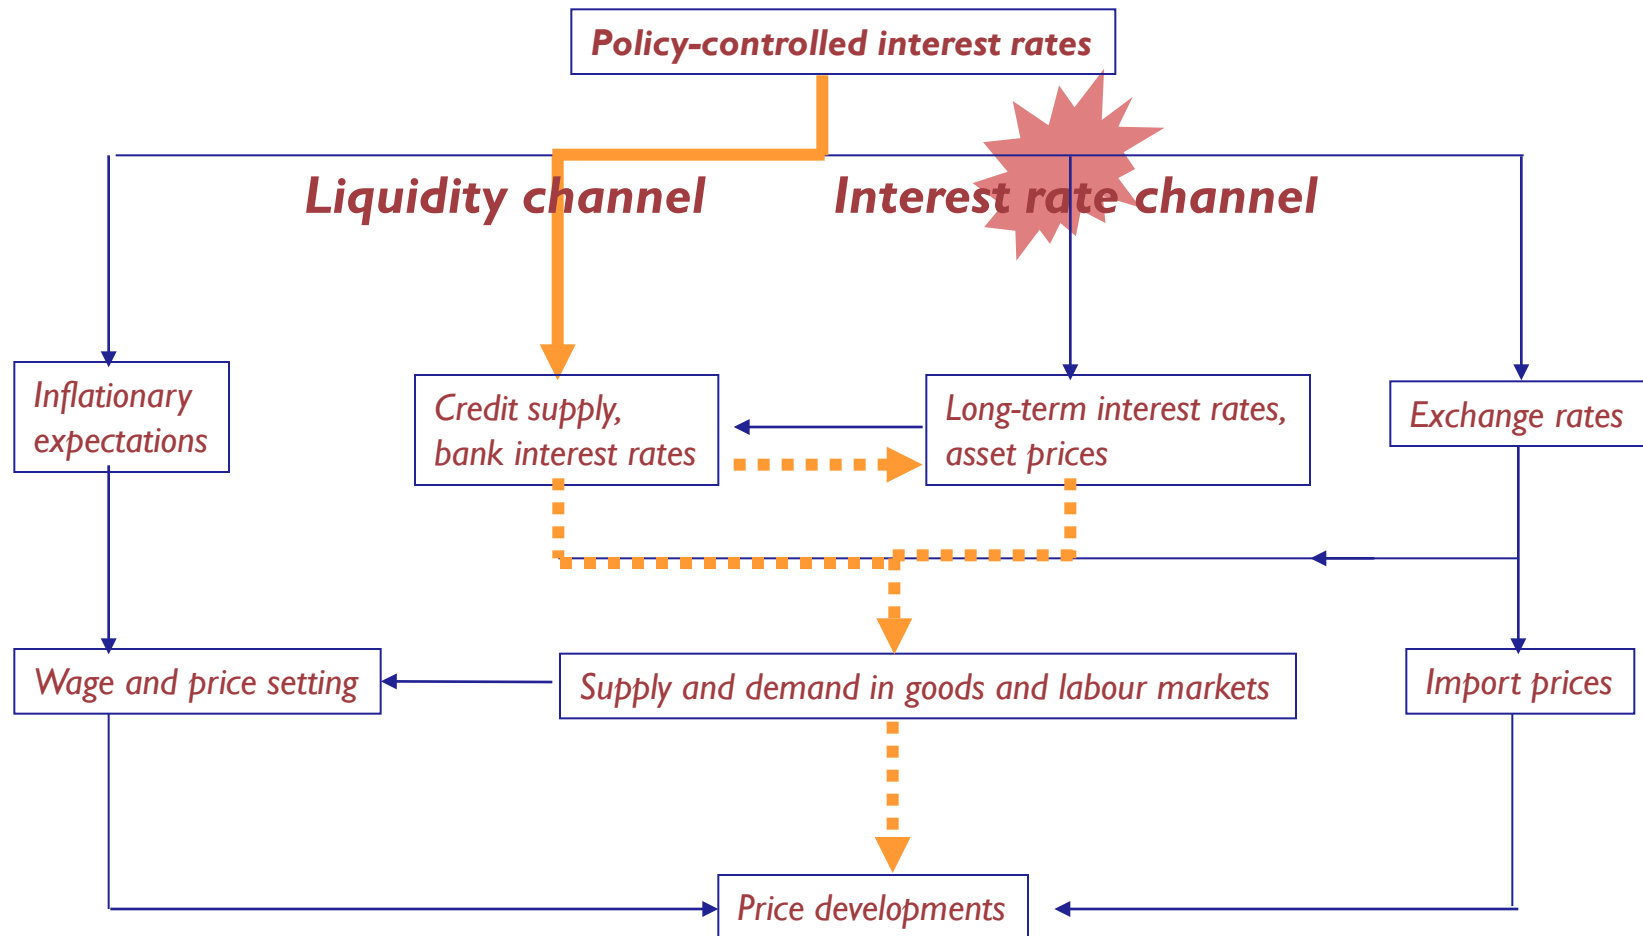 Policy-controlled interest rates
Liquidity channel
Interest rate channel
Inflationary
expectations
Credit supply,
bank interest rates
Long-term interest rates,
asset prices
Exchange rates
Wage and price setting
Supply and demand in goods and labour markets
Import prices
Price developments